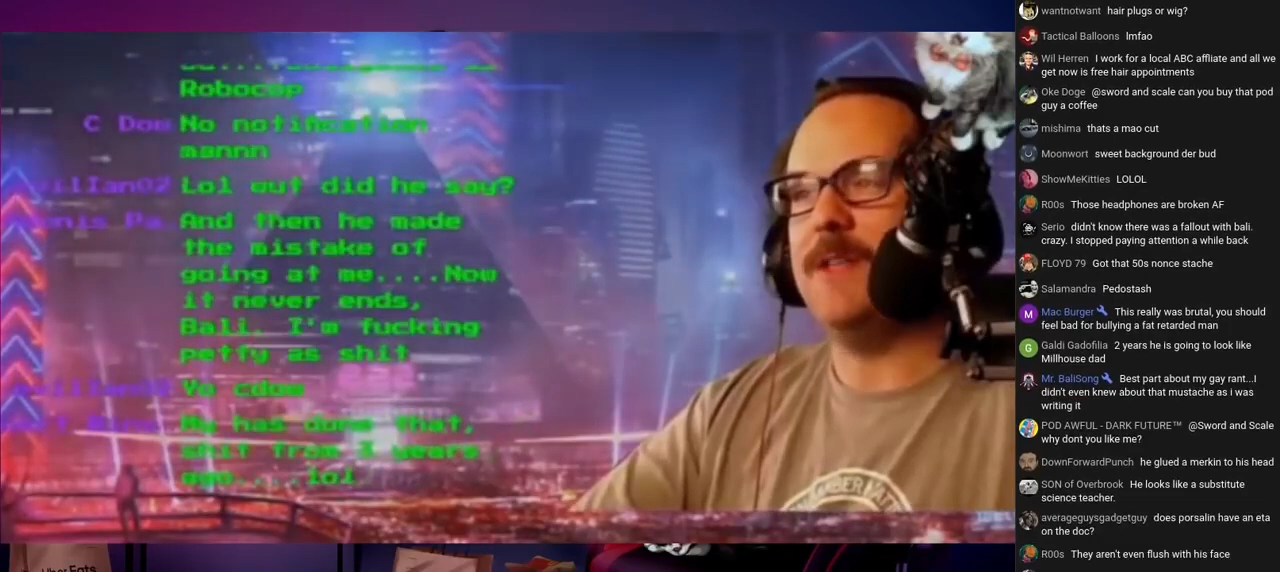 Robocop
C Dow No notification
mannn
Lol out did he say?
And then he made
the mistake of
going at me....Now
it never ends,
Bali. I'm fucking
petty as shit
Yo cdow
My has done that,
shit from 3 years
ago....lol
Uber Eats
wantnotwant hair plugs or wig?
Tactical Balloons lmfao
Wil Herren I work for a local ABC affliate and all we
get now is free hair appointments
Oke Doge @sword and scale can you buy that pod
guy a coffee
mishima thats a mao cut
Moonwort sweet background der bud
ShowMeKitties LOLOL
R00s Those headphones are broken AF
Serio didn't know there was a fallout with bali.
crazy. I stopped paying attention a while back
FLOYD 79 Got that 50s nonce stache
Salamandra Pedostash
M Mac Burger This really was brutal, you should
feel bad for bullying a fat retarded man
G Galdi Gadofilia 2 years he is going to look like
Millhouse dad
Mr. BaliSong Best part about my gay rant...I
didn't even knew about that mustache as i was
writing it
POD AWFUL - DARK FUTURE™ @Sword and Scale
why dont you like me?
DownForwardPunch he glued a merkin to his head
SON of Overbrook He looks like a substitute
science teacher.
averageguysgadgetguy does porsalin have an eta
on the doc?
R00s They aren't even flush with his face